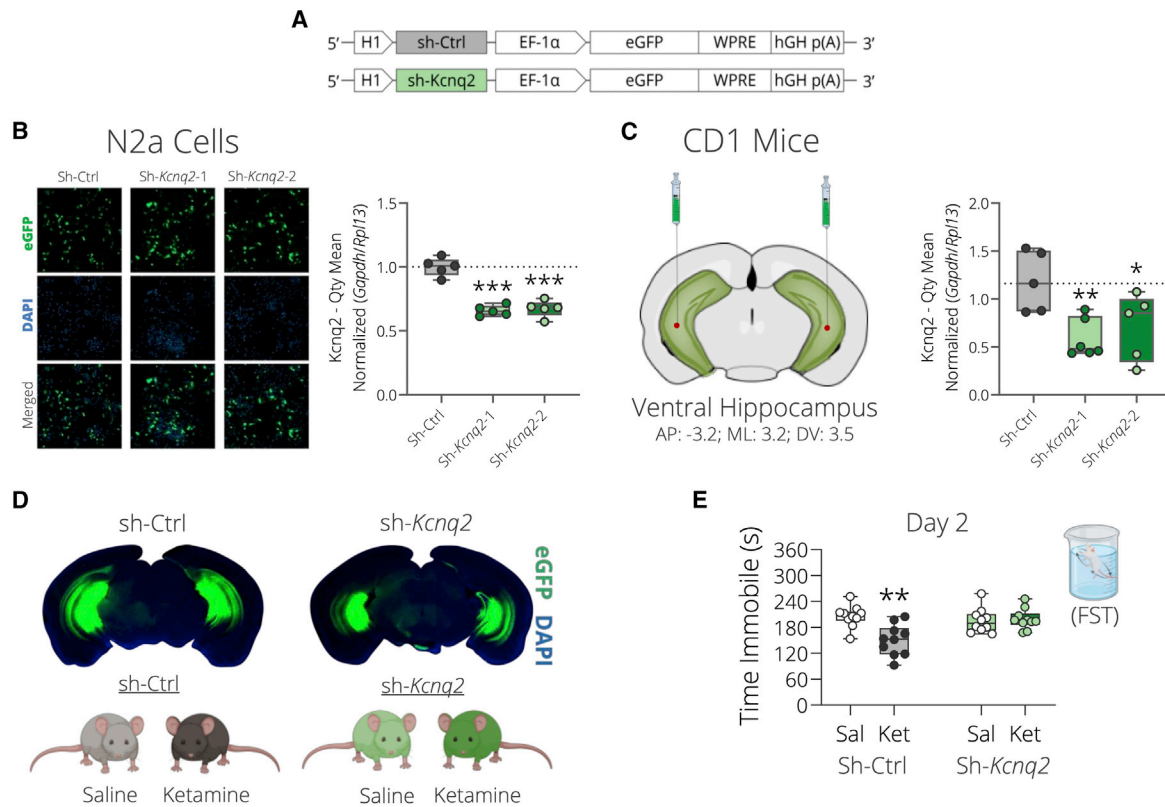 A
5′ H1 sh-Ctrl EF-1α eGFP WPRE hGH p(A) 3′
5′ H1 sh-Kcnq2 EF-1α eGFP WPRE hGH p(A) 3′
B
N2a Cells
Sh-Ctrl Sh-Kcnq2-1 Sh-Kcnq2-2
eGFP
DAPI
Merged
Kcnq2 - Qty Mean
Normalized (Gapdh/Rpl13)
1.5
1.0
0.5
0.0
*** ***
Sh-Ctrl
Sh-Kcnq2-1
Sh-Kcnq2-2
C
CD1 Mice
Ventral Hippocampus
AP: -3.2; ML: 3.2; DV: 3.5
Kcnq2 - Qty Mean
Normalized (Gapdh/Rpl13)
2.0
1.5
1.0
0.5
0.0
**
*
Sh-Ctrl
Sh-Kcnq2-1
Sh-Kcnq2-2
D
sh-Ctrl sh-Kcnq2
eGFP DAPI
sh-Ctrl sh-Kcnq2
Saline Ketamine Saline Ketamine
E
Day 2
Time Immobile (s)
360
300
240
180
120
60
0
**
(FST)
Sal Ket Sal Ket
Sh-Ctrl Sh-Kcnq2